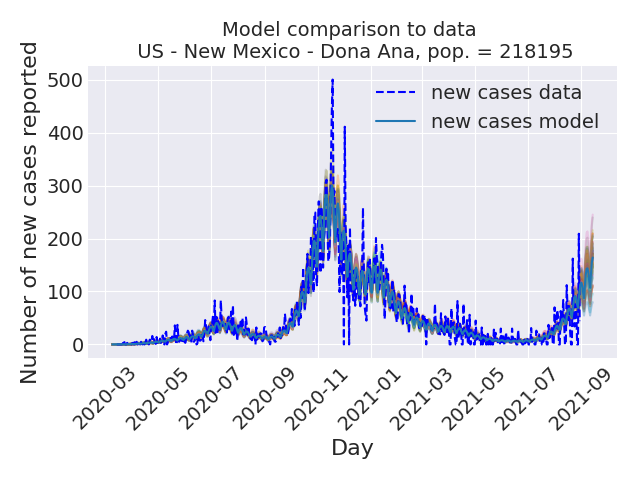 Model comparison to data
US - New Mexico - Dona Ana, pop. = 218195
Number of new cases reported
500
400
300
200
100
0
new cases data
new cases model
2020-03
2020-05
2020-07
2020-09
2020-11
2021-01
2021-03
2021-05
2021-07
2021-09
Day